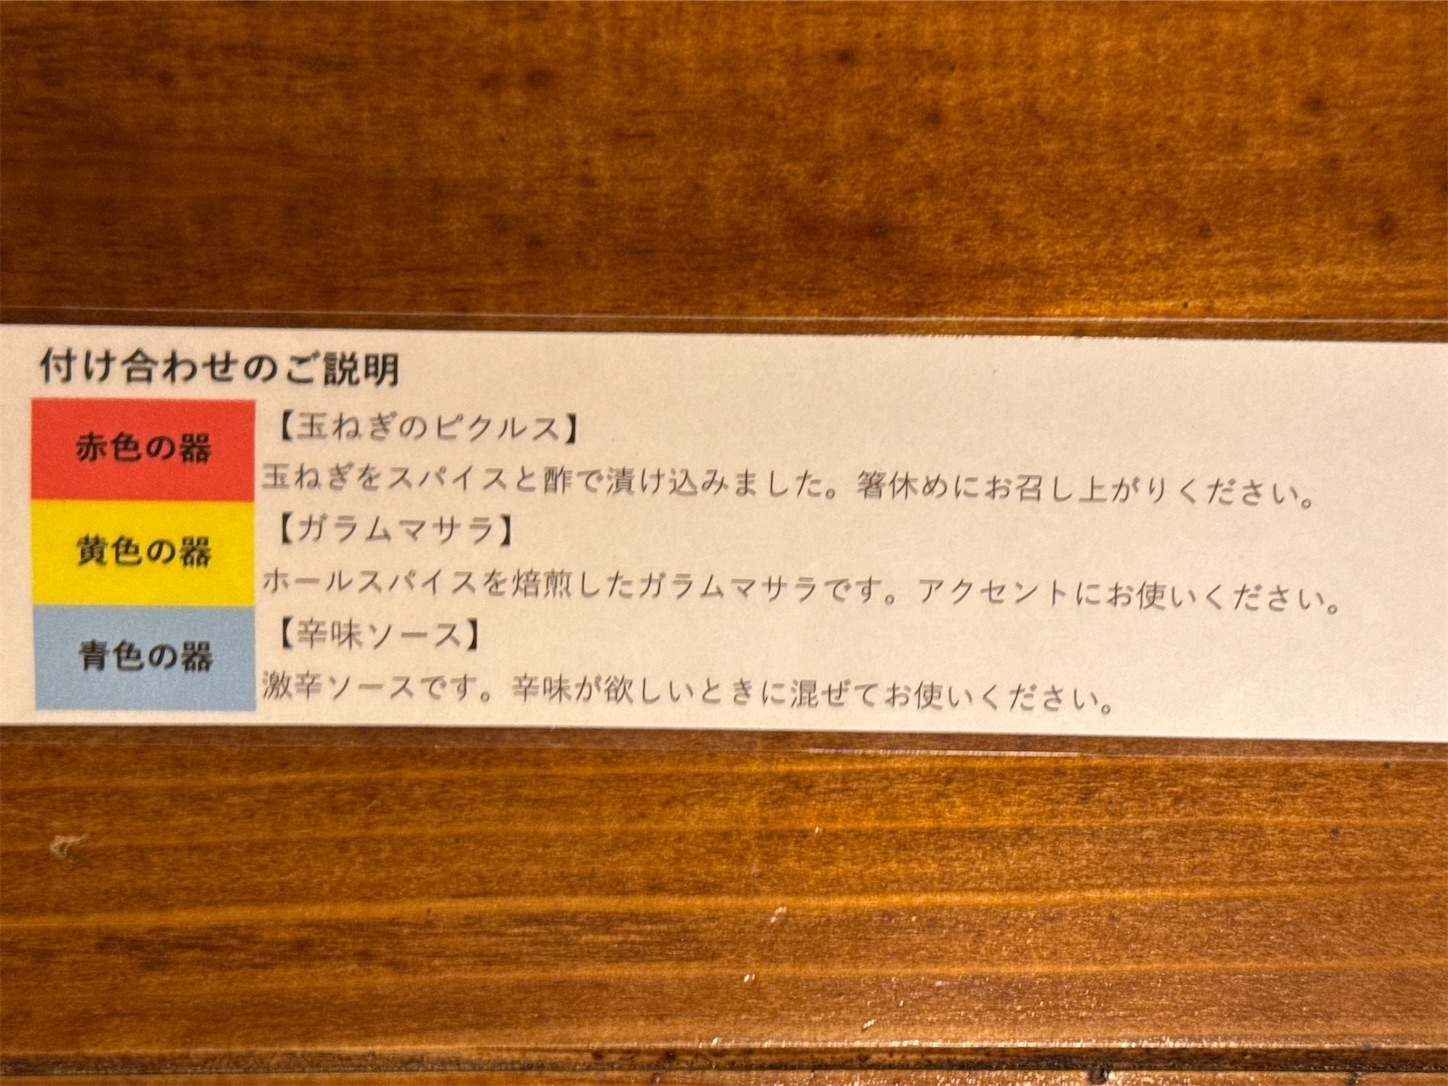 付け合わせのご説明
赤色の器
【玉ねぎのピクルス】
玉ねぎをスパイスと酢で漬け込みました。箸休めにお召し上がりください。
黄色の器
【ガラムマサラ】
ホールスパイスを焙煎したガラムマサラです。アクセントにお使いください。
青色の器
【辛味ソース】
激辛ソースです。辛味が欲しいときに混ぜてお使いください。